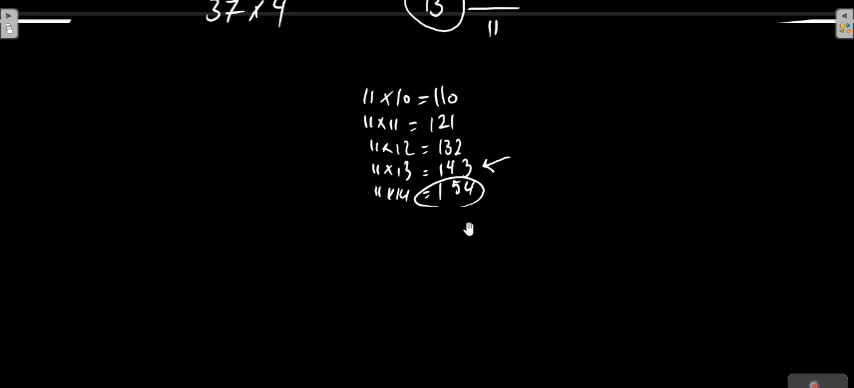 37 x 4
13
11
11 x 10 = 110
11 x 11 = 121
11 x 12 = 132
11 x 13 = 143
11 x 14 = 154